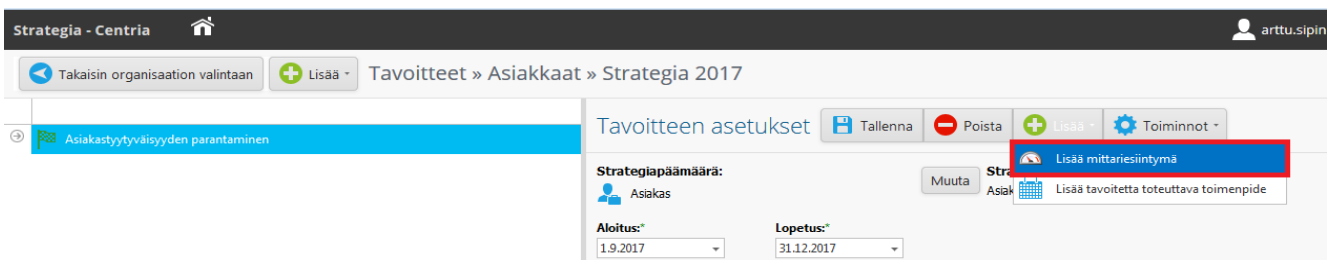 Strategia - Centria
arttu.sipin
Takaisin organisaation valintaan
Lisää
Tavoitteet » Asiakkaat » Strategia 2017
Asiakastyytyväisyyden parantaminen
Tavoitteen asetukset
Tallenna
Poista
Lisää
Toiminnot
Lisää mittariesiintymä
Lisää tavoitetta toteuttava toimenpide
Strategiapäämäärä:
Asiakas
Muuta
Stra
Asiak
Aloitus:*
Lopetus:*
1.9.2017
31.12.2017